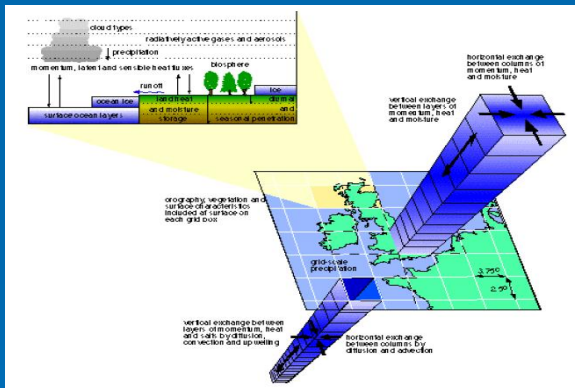 cloud types
radiatively active gases and aerosols
precipitation
momentum, latent and sensible heat fluxes
biosphere
runoff
ocean ice
land heat
and moisture
storage
ice
diurnal
and
seasonal penetration
surface ocean layers
horizontal exchange
between columns of
momentum, heat
and moisture
vertical exchange
between layers of
momentum, heat
and moisture
orography, vegetation and
surface characteristics
included at surface on
each grid box
grid-scale
precipitation
3.75°
2.5°
vertical exchange between
layers of momentum, heat
and salts by diffusion,
convection and upwelling
horizontal exchange
between columns by
diffusion and advection